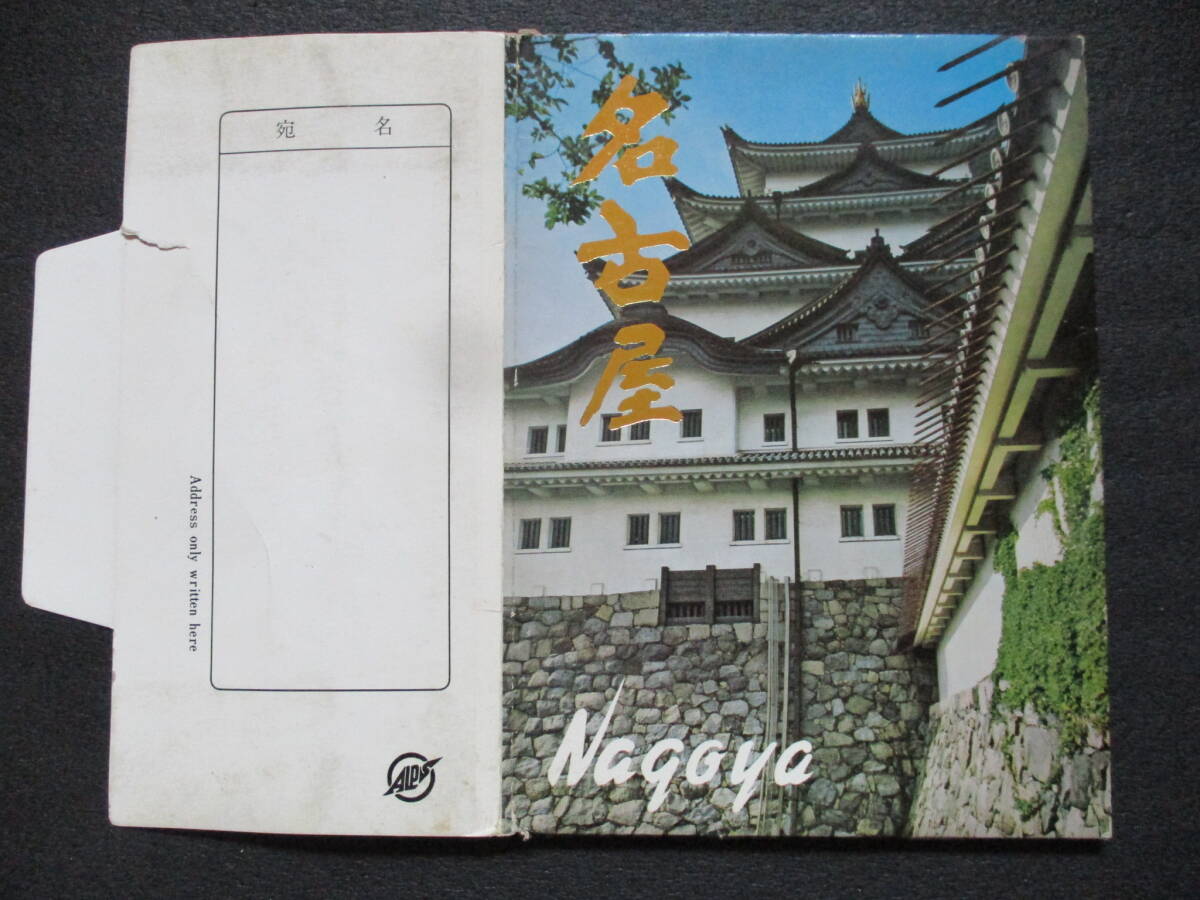 宛名
Address only written here
ALPS
名古屋
Nagoya